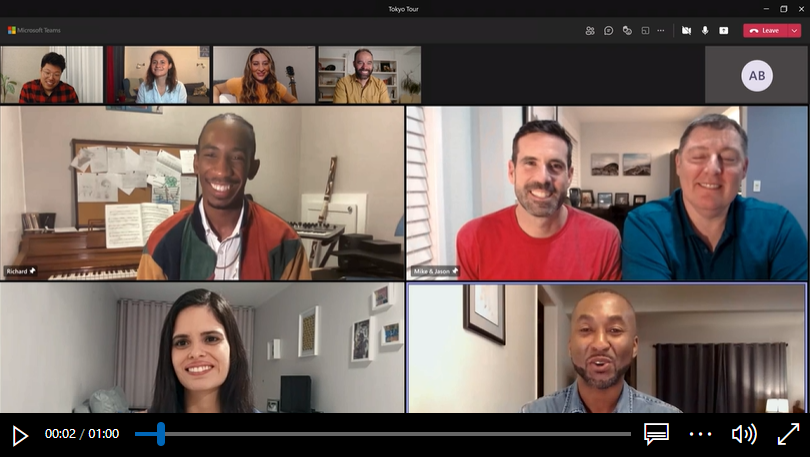 Tokyo Tour
Microsoft Teams
Leave
AB
Richard
Mike & Jason
00:02 / 01:00